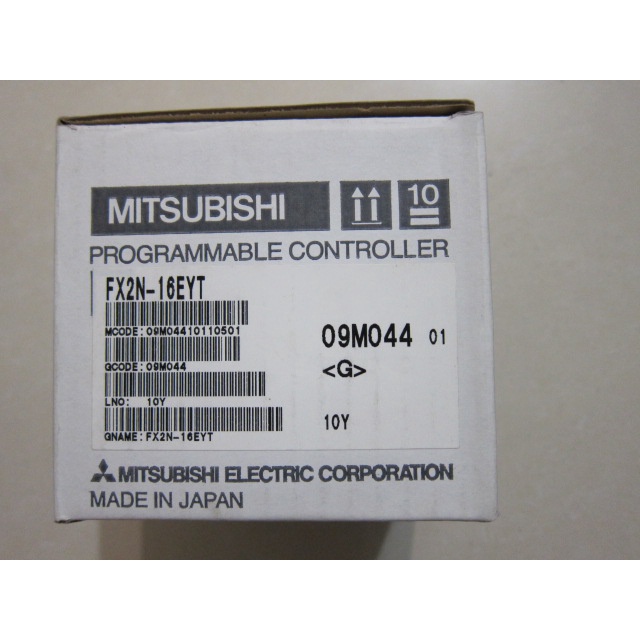 MITSUBISHI
10
PROGRAMMABLE CONTROLLER
FX2N-16EYT
MCODE:09M04410110501
09M044 01
GCODE:09M044
<G>
LNO: 10Y
10Y
GNAME:FX2N-16EYT
MITSUBISHI ELECTRIC CORPORATION
MADE IN JAPAN